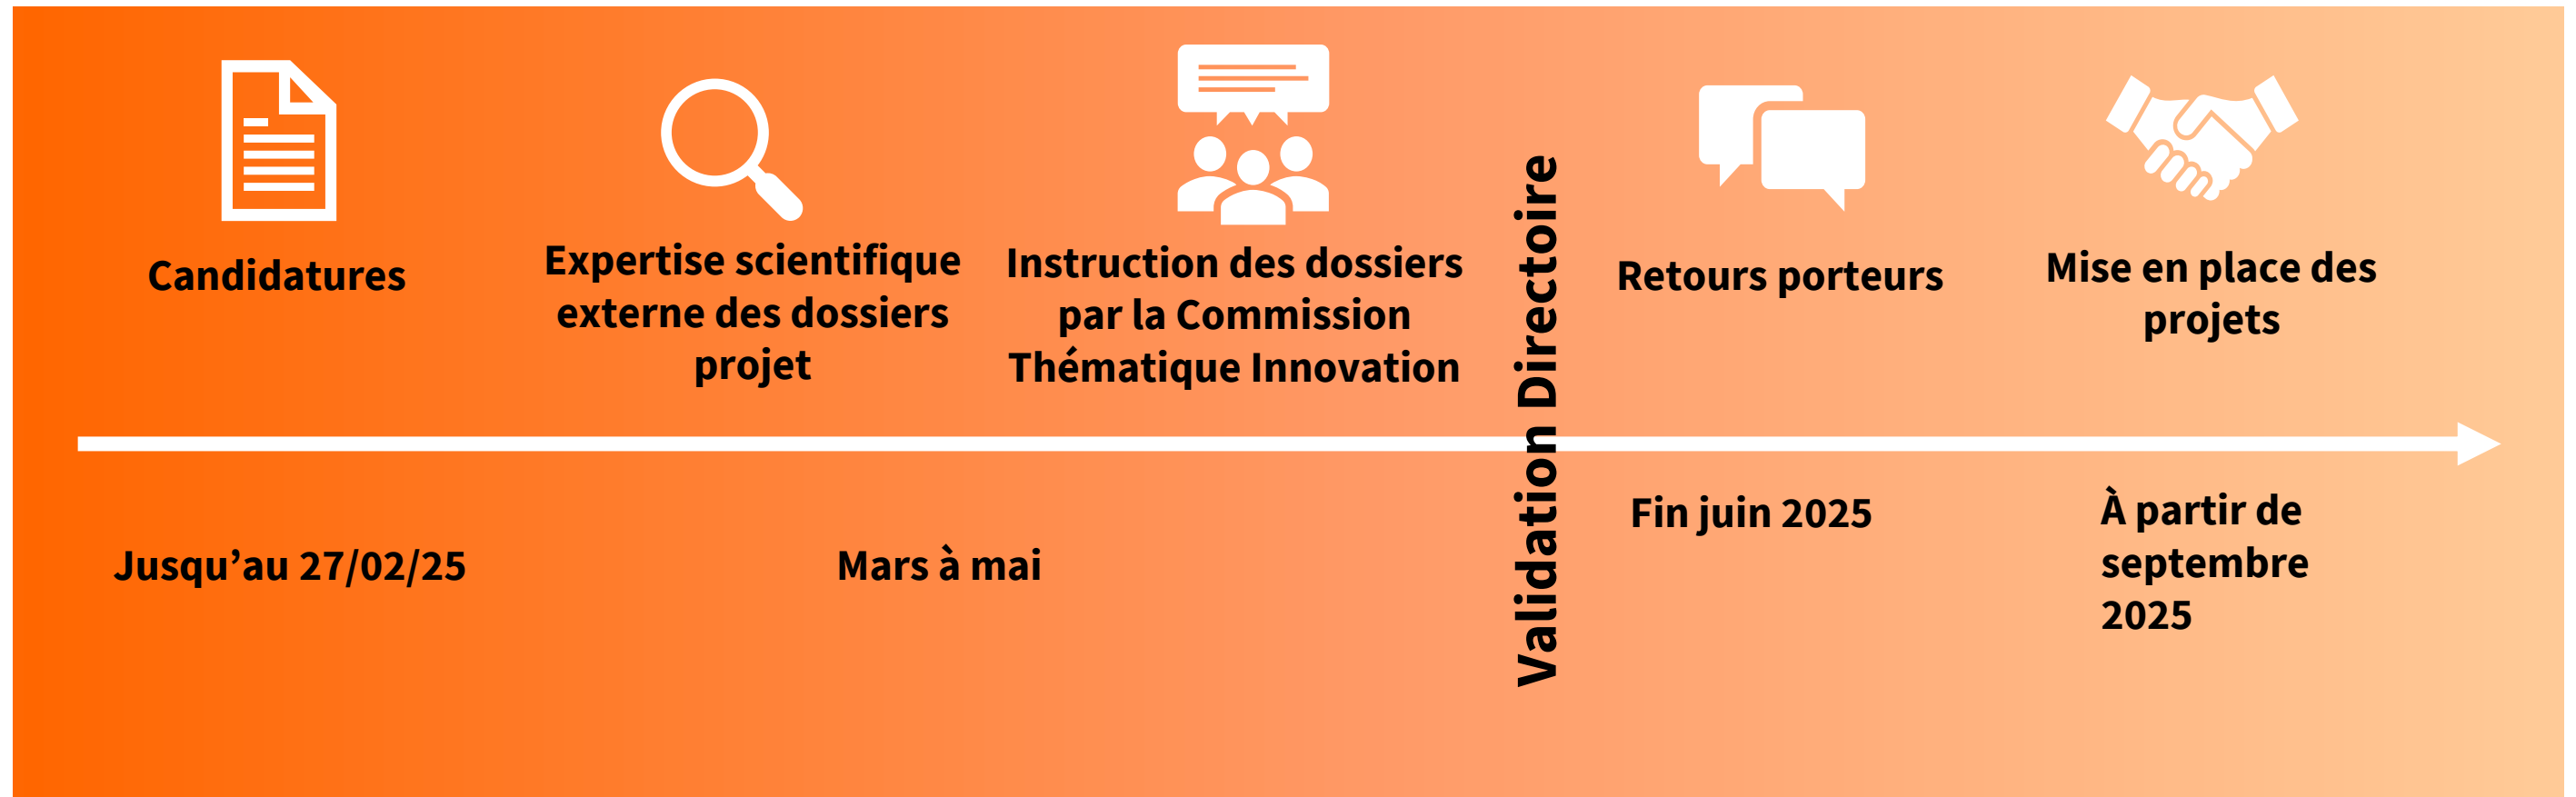 Candidatures
Expertise scientifique
externe des dossiers
projet
Instruction des dossiers
par la Commission
Thématique Innovation
Validation Directoire
Retours porteurs
Mise en place des
projets
Jusqu’au 27/02/25
Mars à mai
Fin juin 2025
À partir de
septembre
2025